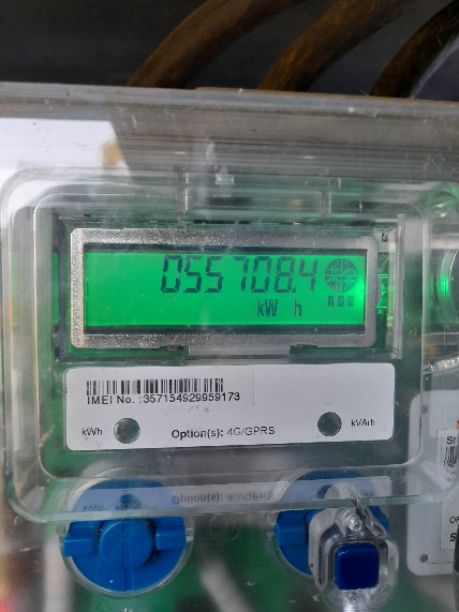 055708.4
kW h
IMEI No. :357154929959173
kWh
Option(s): 4G/GPRS
kVArh